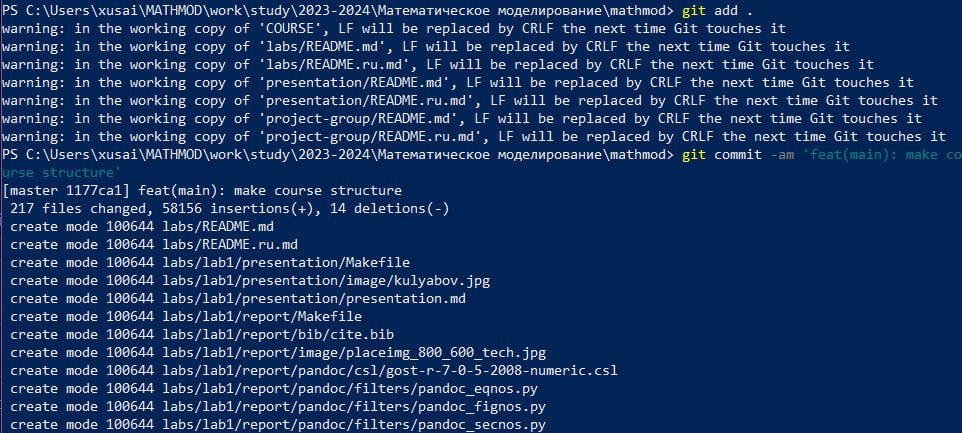 PS C:\Users\xusai\MATHMOD\work\study\2023-2024\Математическое моделирование\mathmod> git add .
warning: in the working copy of 'COURSE', LF will be replaced by CRLF the next time Git touches it
warning: in the working copy of 'labs/README.md', LF will be replaced by CRLF the next time Git touches it
warning: in the working copy of 'labs/README.ru.md', LF will be replaced by CRLF the next time Git touches it
warning: in the working copy of 'presentation/README.md', LF will be replaced by CRLF the next time Git touches it
warning: in the working copy of 'presentation/README.ru.md', LF will be replaced by CRLF the next time Git touches it
warning: in the working copy of 'project-group/README.md', LF will be replaced by CRLF the next time Git touches it
warning: in the working copy of 'project-group/README.ru.md', LF will be replaced by CRLF the next time Git touches it
PS C:\Users\xusai\MATHMOD\work\study\2023-2024\Математическое моделирование\mathmod> git commit -am 'feat(main): make co
urse structure'
[master 1177ca1] feat(main): make course structure
 217 files changed, 58156 insertions(+), 14 deletions(-)
 create mode 100644 labs/README.md
 create mode 100644 labs/README.ru.md
 create mode 100644 labs/lab1/presentation/Makefile
 create mode 100644 labs/lab1/presentation/image/kulyabov.jpg
 create mode 100644 labs/lab1/presentation/presentation.md
 create mode 100644 labs/lab1/report/Makefile
 create mode 100644 labs/lab1/report/bib/cite.bib
 create mode 100644 labs/lab1/report/image/placeimg_800_600_tech.jpg
 create mode 100644 labs/lab1/report/pandoc/csl/gost-r-7-0-5-2008-numeric.csl
 create mode 100644 labs/lab1/report/pandoc/filters/pandoc_eqnos.py
 create mode 100644 labs/lab1/report/pandoc/filters/pandoc_fignos.py
 create mode 100644 labs/lab1/report/pandoc/filters/pandoc_secnos.py